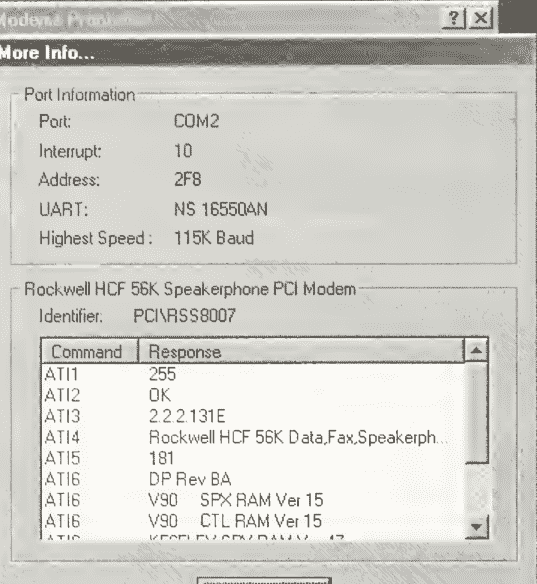 Modems Properties
More Info...
Port Information
Port: COM2
Interrupt: 10
Address: 2F8
UART: NS 16550AN
Highest Speed : 115K Baud
Rockwell HCF 56K Speakerphone PCI Modem
Identifier: PCI\RSS8007
Command Response
ATI1 255
ATI2 OK
ATI3 2.2.2.131E
ATI4 Rockwell HCF 56K Data,Fax,Speakerph...
ATI5 181
ATI6 DP Rev BA
ATI6 V90 SPX RAM Ver 15
ATI6 V90 CTL RAM Ver 15